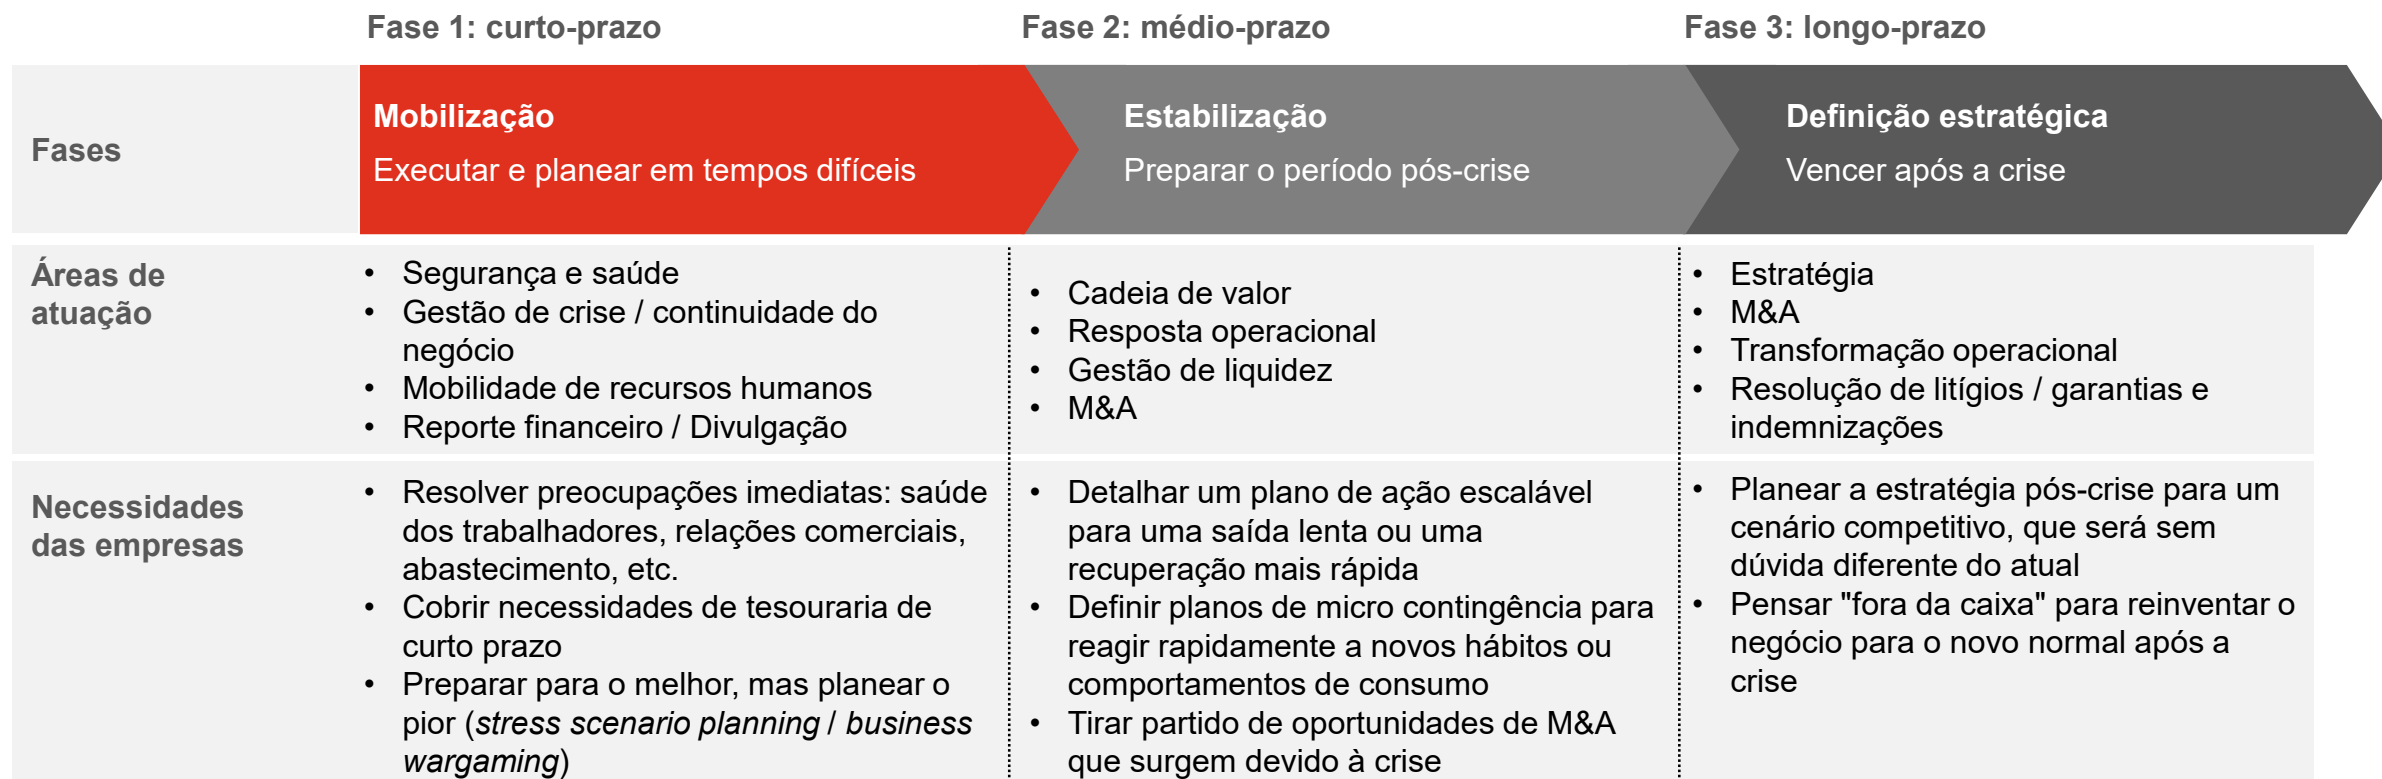 Fase 1: curto-prazo
Fase 2: médio-prazo
Fase 3: longo-prazo
Fases
Mobilização
Executar e planear em tempos difíceis
Estabilização
Preparar o período pós-crise
Definição estratégica
Vencer após a crise
Áreas de
atuação
• Segurança e saúde
• Gestão de crise / continuidade do
negócio
• Mobilidade de recursos humanos
• Reporte financeiro / Divulgação
• Cadeia de valor
• Resposta operacional
• Gestão de liquidez
• M&A
• Estratégia
• M&A
• Transformação operacional
• Resolução de litígios / garantias e
indemnizações
Necessidades
das empresas
• Resolver preocupações imediatas: saúde
dos trabalhadores, relações comerciais,
abastecimento, etc.
• Cobrir necessidades de tesouraria de
curto prazo
• Preparar para o melhor, mas planear o
pior (stress scenario planning / business
wargaming)
• Detalhar um plano de ação escalável
para uma saída lenta ou uma
recuperação mais rápida
• Definir planos de micro contingência para
reagir rapidamente a novos hábitos ou
comportamentos de consumo
• Tirar partido de oportunidades de M&A
que surgem devido à crise
• Planear a estratégia pós-crise para um
cenário competitivo, que será sem
dúvida diferente do atual
• Pensar "fora da caixa" para reinventar o
negócio para o novo normal após a
crise